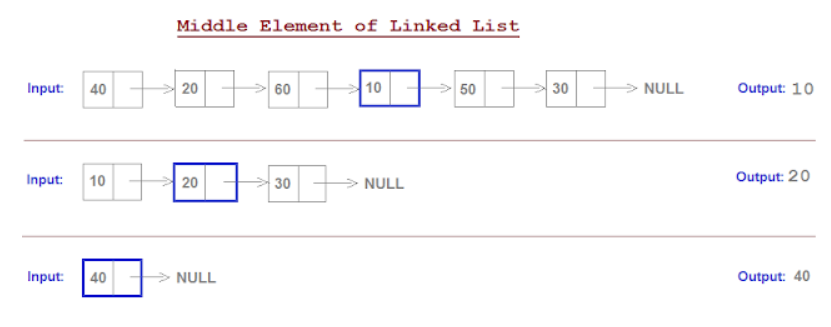 Middle Element of Linked List
Input: 40 20 60 10 50 30 NULL Output: 10
Input: 10 20 30 NULL Output: 20
Input: 40 NULL Output: 40